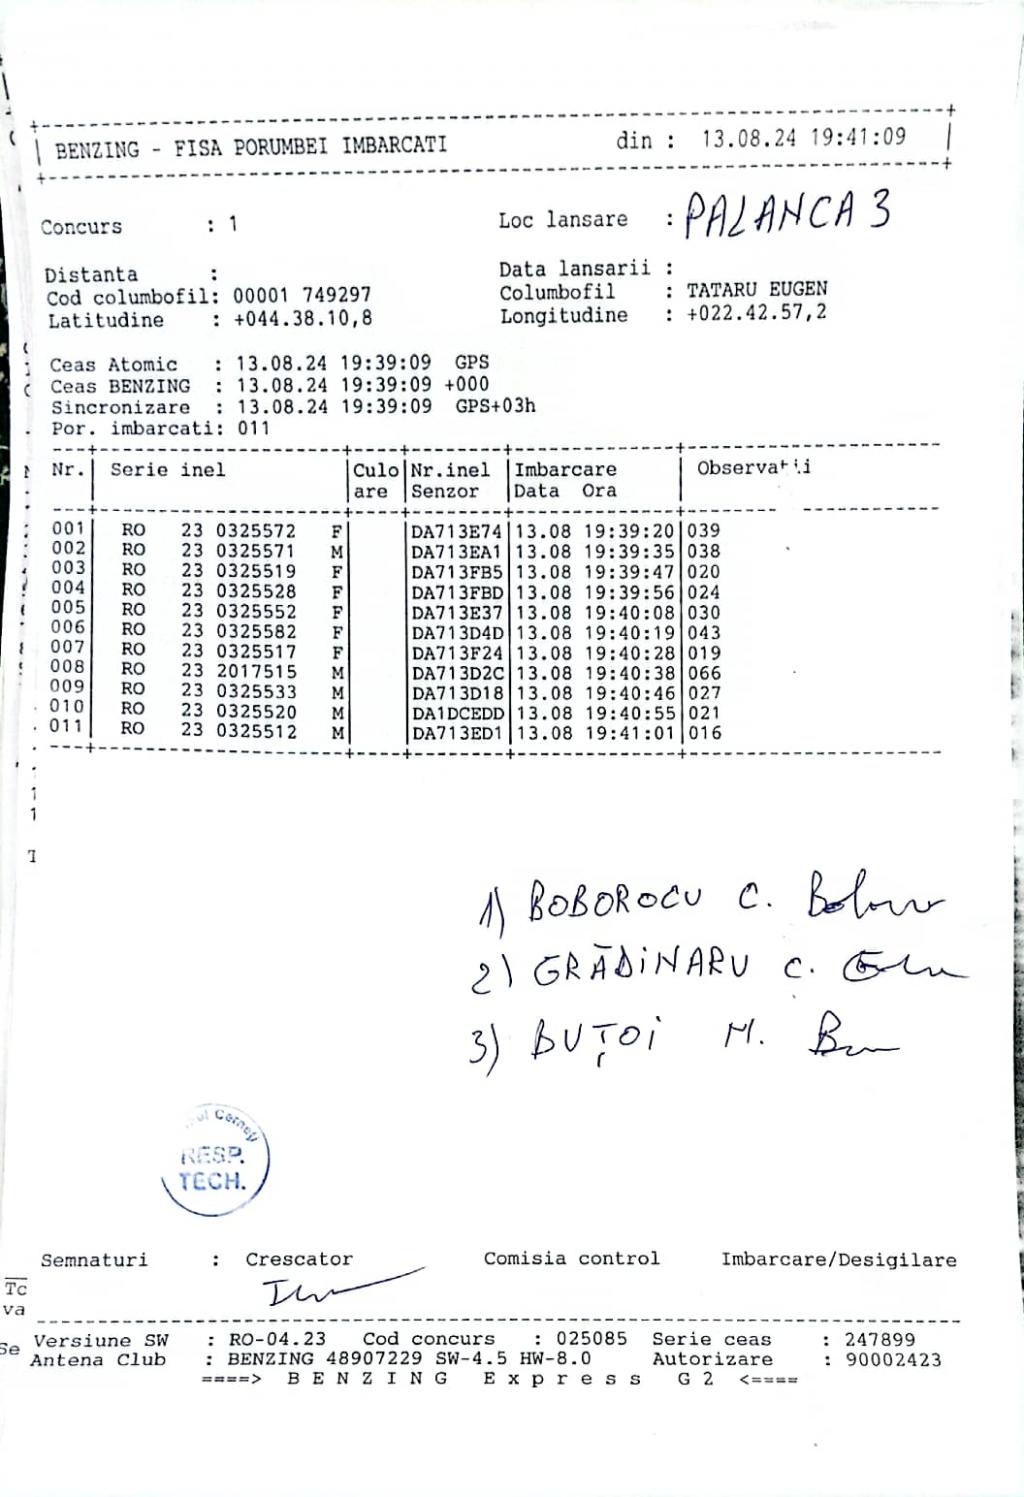 BENZING - FISA PORUMBEI IMBARCATI din : 13.08.24 19:41:09
Concurs : 1 Loc lansare : PALANCA 3
Distanta : Data lansarii :
Cod columbofil: 00001 749297 Columbofil : TATARU EUGEN
Latitudine : +044.38.10,8 Longitudine : +022.42.57,2
Ceas Atomic : 13.08.24 19:39:09 GPS
Ceas BENZING : 13.08.24 19:39:09 +000
Sincronizare : 13.08.24 19:39:09 GPS+03h
Por. imbarcati: 011
Nr. Serie inel Culo Nr.inel Imbarcare Observatii
are Senzor Data Ora
001 RO 23 0325572 F DA713E74 13.08 19:39:20 039
002 RO 23 0325571 M DA713EA1 13.08 19:39:35 038
003 RO 23 0325519 F DA713FB5 13.08 19:39:47 020
004 RO 23 0325528 F DA713FBD 13.08 19:39:56 024
005 RO 23 0325552 F DA713E37 13.08 19:40:08 030
006 RO 23 0325582 F DA713D4D 13.08 19:40:19 043
007 RO 23 0325517 F DA713F24 13.08 19:40:28 019
008 RO 23 2017515 M DA713D2C 13.08 19:40:38 066
009 RO 23 0325533 M DA713D18 13.08 19:40:46 027
010 RO 23 0325520 M DA1DCEDD 13.08 19:40:55 021
011 RO 23 0325512 M DA713ED1 13.08 19:41:01 016
1) BOBOROCU C.
2) GRĂDINARU C.
3) BUȚOI M.
RESP.
TECH.
Semnaturi : Crescator Comisia control Imbarcare/Desigilare
Versiune SW : RO-04.23 Cod concurs : 025085 Serie ceas : 247899
Antena Club : BENZING 48907229 SW-4.5 HW-8.0 Autorizare : 90002423
====> B E N Z I N G E x p r e s s G 2 <====